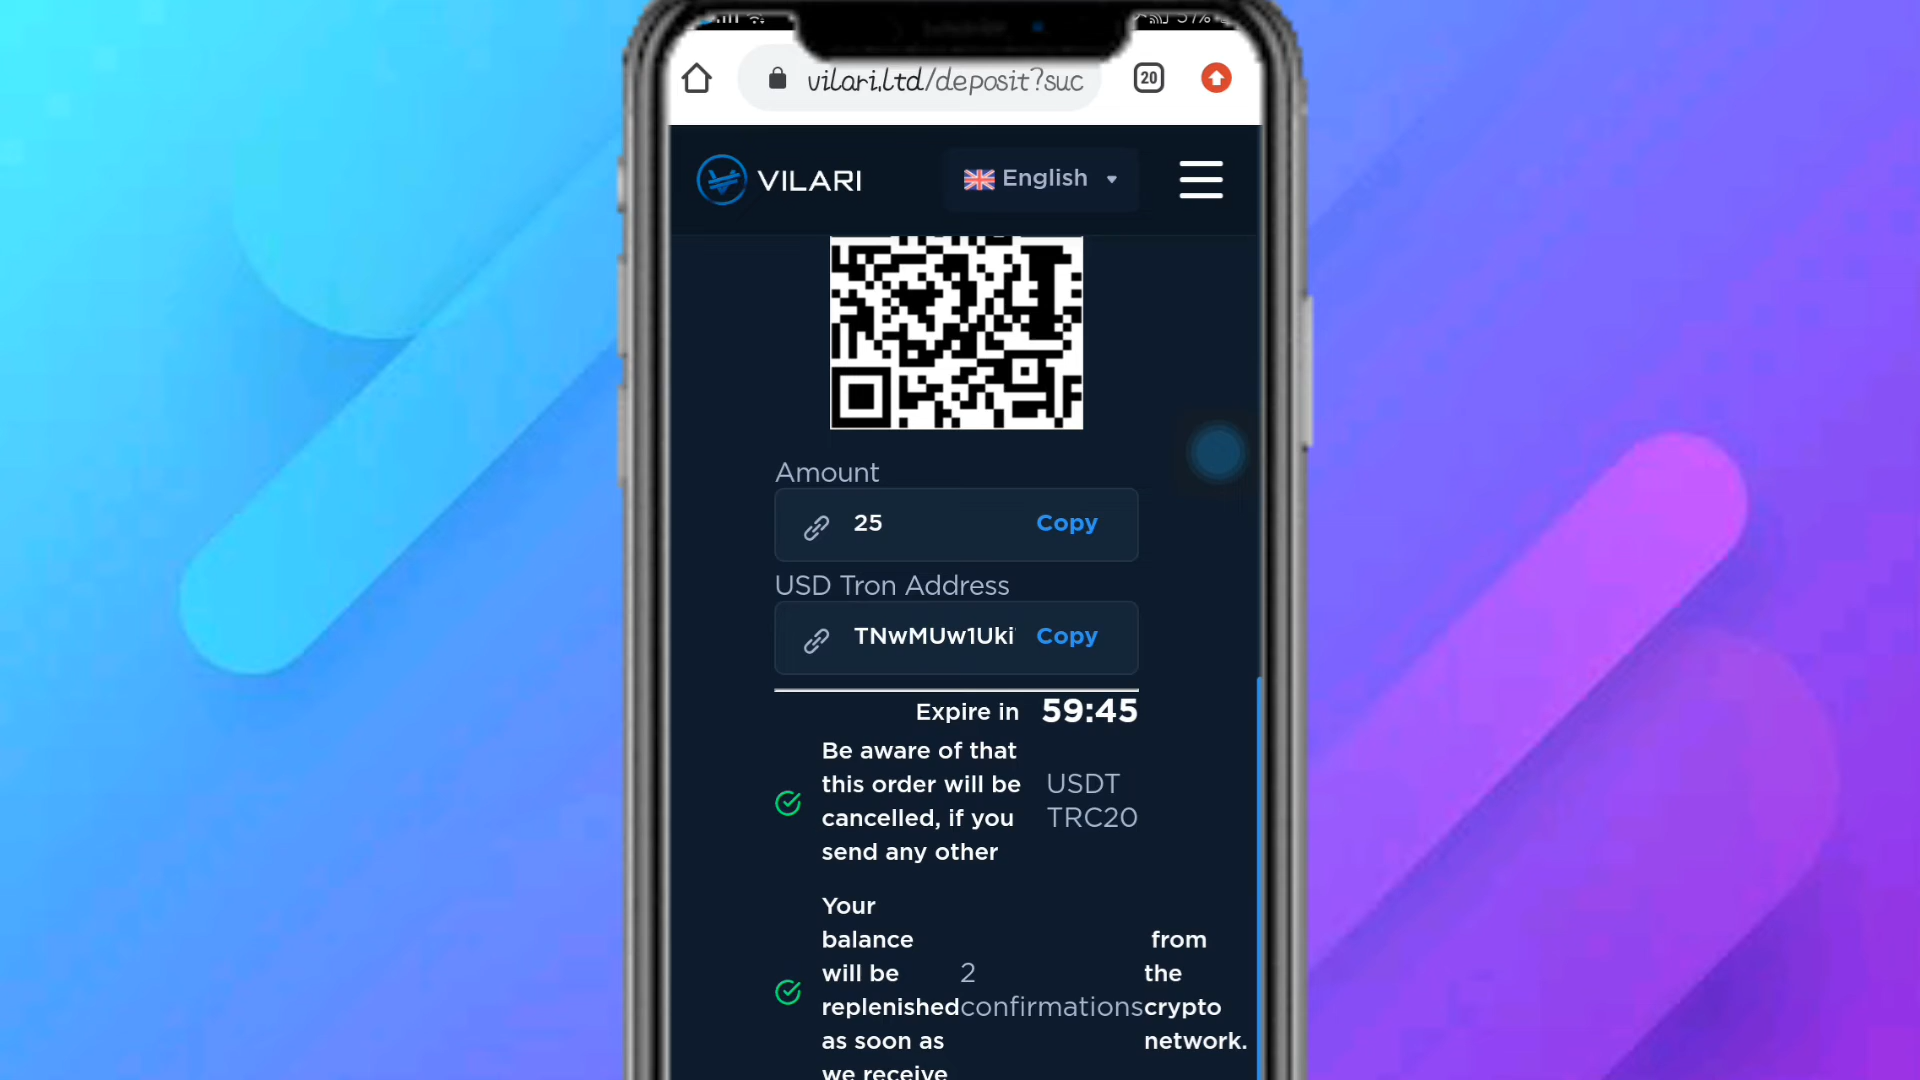 vilari.ltd/deposit?suc
20
VILARI
English
Amount
25
Copy
USD Tron Address
TNwMUw1Uki
Copy
Expire in 59:45
Be aware of that
this order will be
cancelled, if you
send any other
USDT
TRC20
Your
balance
will be
replenished
as soon as
we receive
2
confirmations
from
the
crypto
network.